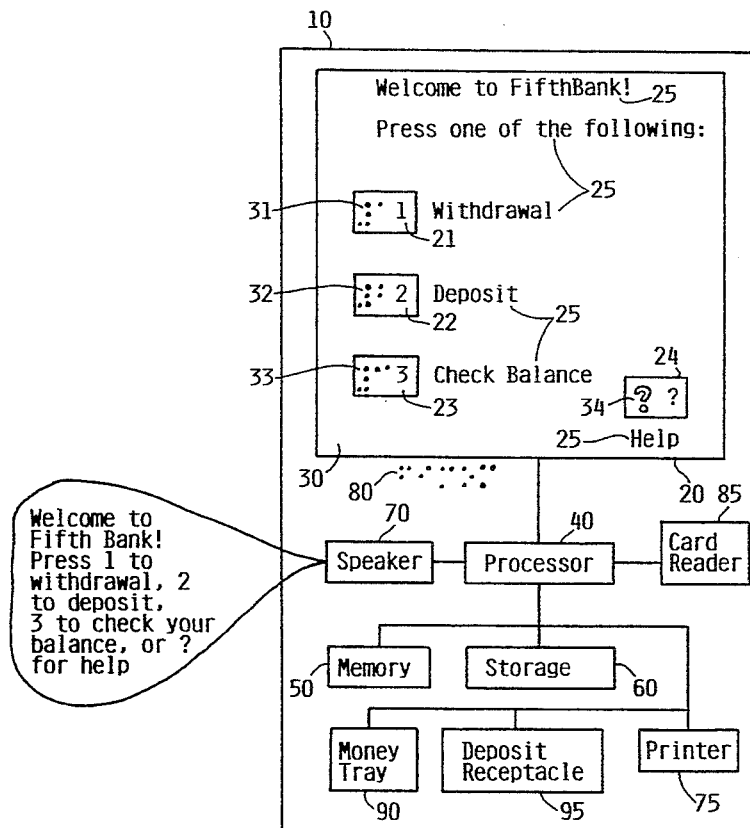 10
Welcome to FifthBank!
25
Press one of the following:
25
31
1 Withdrawal
21
32
2 Deposit
25
22
33
3 Check Balance
24
23
34
?
25 Help
30
80
20
85
Welcome to
Fifth Bank!
Press 1 to
withdrawal, 2
to deposit,
3 to check your
balance, or ?
for help
70
Speaker
40
Processor
Card
Reader
50
Memory
Storage
60
Money
Tray
90
Deposit
Receptacle
95
Printer
75